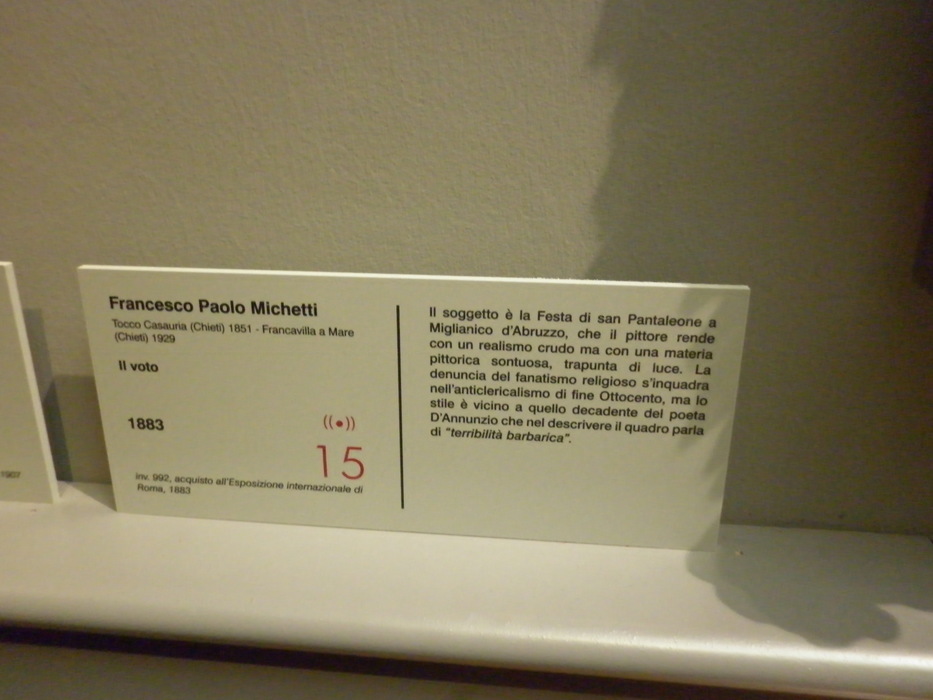 Francesco Paolo Michetti
Tocco Casauria (Chieti) 1851 - Francavilla a Mare
(Chieti) 1929
Il voto
1883
((●))
15
inv. 992, acquisto all'Esposizione internazionale di
Roma, 1883
Il soggetto è la Festa di san Pantaleone a
Miglianico d'Abruzzo, che il pittore rende
con un realismo crudo ma con una materia
pittorica sontuosa, trapunta di luce. La
denuncia del fanatismo religioso s'inquadra
nell'anticlericalismo di fine Ottocento, ma lo
stile è vicino a quello decadente del poeta
D'Annunzio che nel descrivere il quadro parla
di "terribilità barbarica".
1907